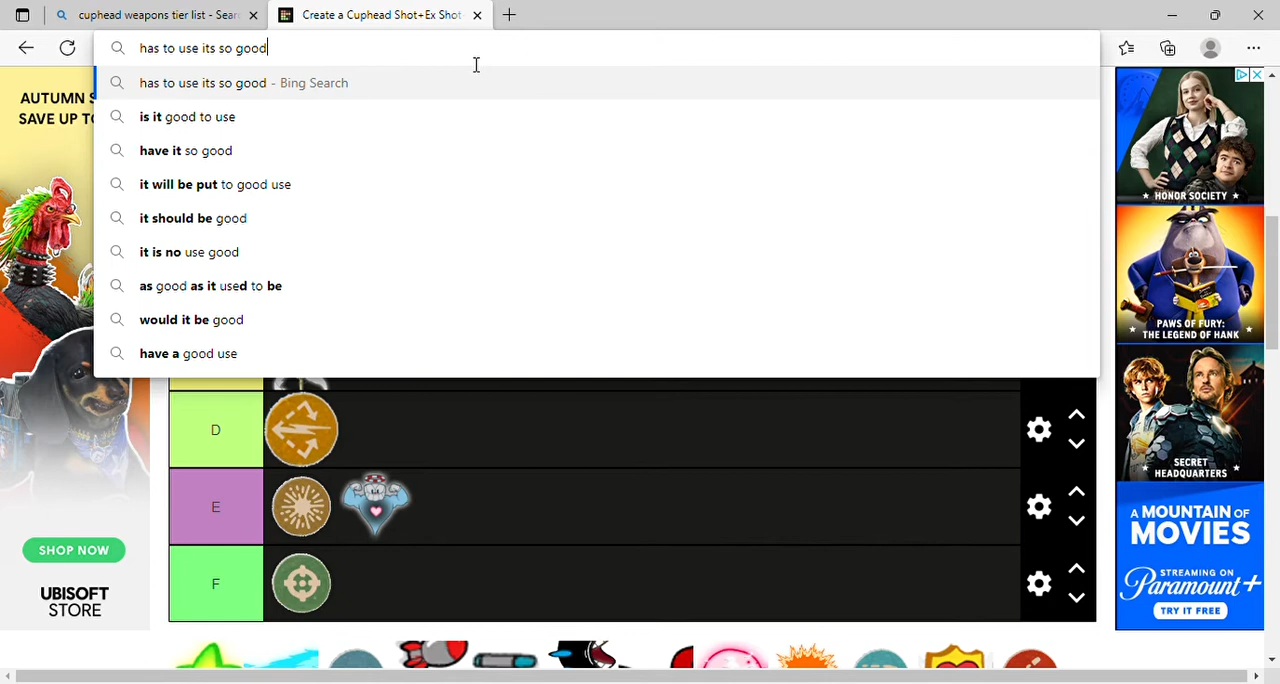 cuphead weapons tier list - Sear
Create a Cuphead Shot+Ex Shot
has to use its so good
has to use its so good - Bing Search
is it good to use
have it so good
it will be put to good use
it should be good
it is no use good
as good as it used to be
would it be good
have a good use
AUTUMN S
SAVE UP TO
SHOP NOW
UBISOFT
STORE
D
E
F
★ HONOR SOCIETY ★
★ PAWS OF FURY: ★
THE LEGEND OF HANK
★ SECRET ★
HEADQUARTERS
A MOUNTAIN OF
MOVIES
STREAMING ON
Paramount+
TRY IT FREE